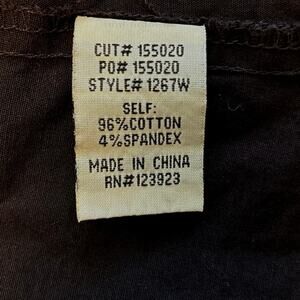 CUT# 155020
PO# 155020
STYLE# 1267W
SELF:
96%COTTON
4%SPANDEX
MADE IN CHINA
RN#123923